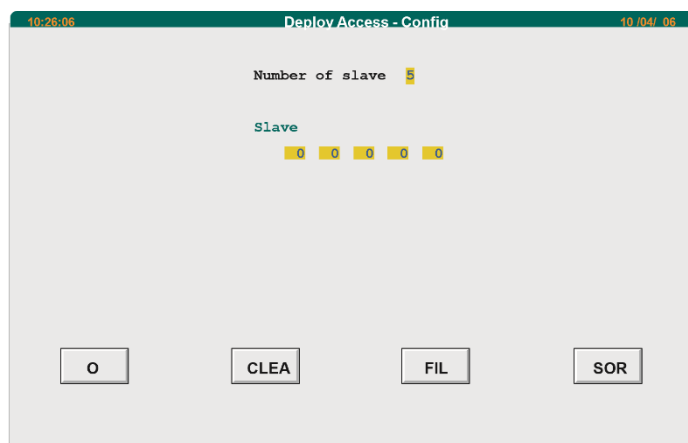 10:26:06 Deploy Access - Config 10 /04/ 06
Number of slave 5
Slave
0 0 0 0 0
O CLEA FIL SOR